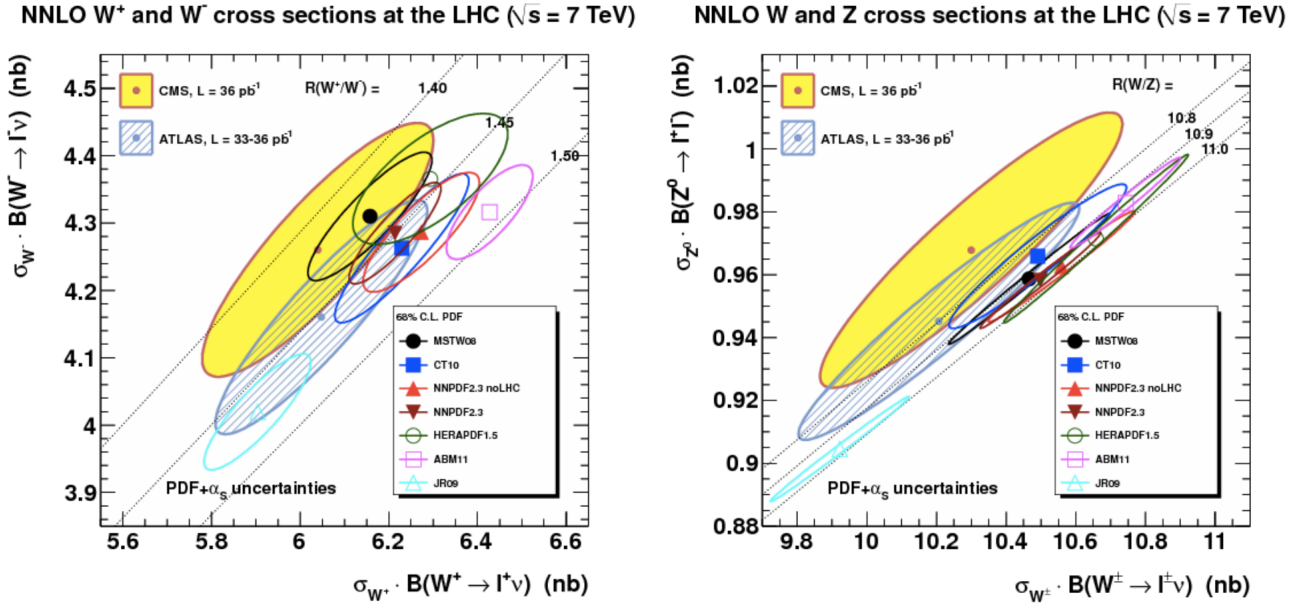 NNLO W⁺ and W⁻ cross sections at the LHC (√s = 7 TeV)
σ_W⁻ · B(W⁻ → l⁻ν) (nb)
CMS, L = 36 pb⁻¹
ATLAS, L = 33-36 pb⁻¹
R(W⁺/W⁻) =
1.40
1.45
1.50
4.5
4.4
4.3
4.2
4.1
4
3.9
68% C.L. PDF
MSTW08
CT10
NNPDF2.3 noLHC
NNPDF2.3
HERAPDF1.5
ABM11
JR09
PDF+α_S uncertainties
5.6 5.8 6 6.2 6.4 6.6
σ_W⁺ · B(W⁺ → l⁺ν) (nb)
NNLO W and Z cross sections at the LHC (√s = 7 TeV)
σ_Z⁰ · B(Z⁰ → l⁺l⁻) (nb)
CMS, L = 36 pb⁻¹
ATLAS, L = 33-36 pb⁻¹
R(W/Z) =
10.8
10.9
11.0
1.02
1
0.98
0.96
0.94
0.92
0.9
0.88
68% C.L. PDF
MSTW08
CT10
NNPDF2.3 noLHC
NNPDF2.3
HERAPDF1.5
ABM11
JR09
PDF+α_S uncertainties
9.8 10 10.2 10.4 10.6 10.8 11
σ_W± · B(W± → l±ν) (nb)